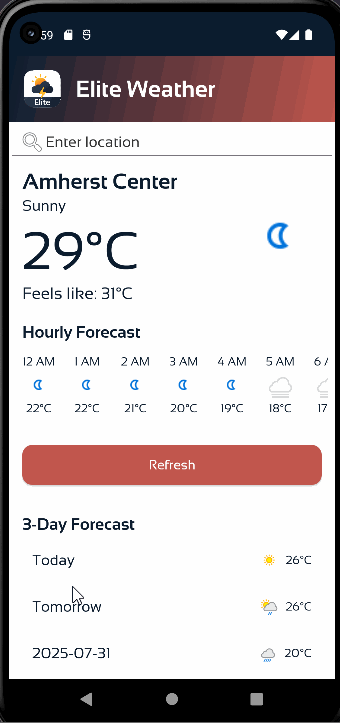 :59
Elite
Elite Weather
Enter location
Amherst Center
Sunny
29°C
Feels like: 31°C
Hourly Forecast
12 AM 1 AM 2 AM 3 AM 4 AM 5 AM 6 A
22°C 22°C 21°C 20°C 19°C 18°C 17
Refresh
3-Day Forecast
Today 26°C
Tomorrow 26°C
2025-07-31 20°C